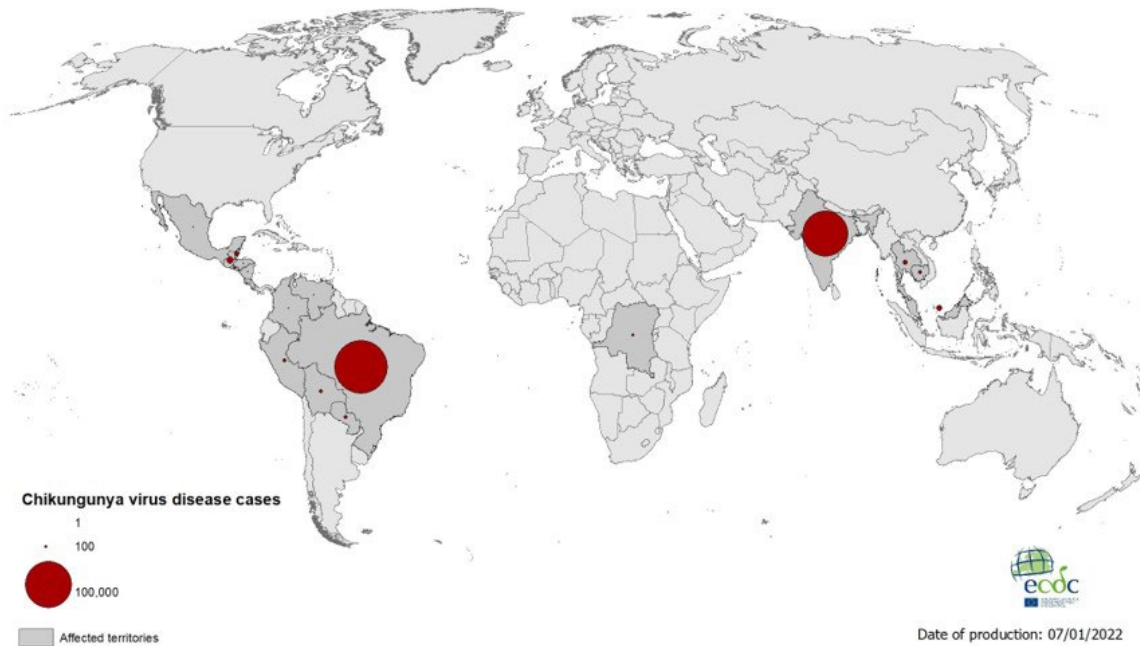 Chikungunya virus disease cases
1
100
100,000
Affected territories
ecdc
Date of production: 07/01/2022